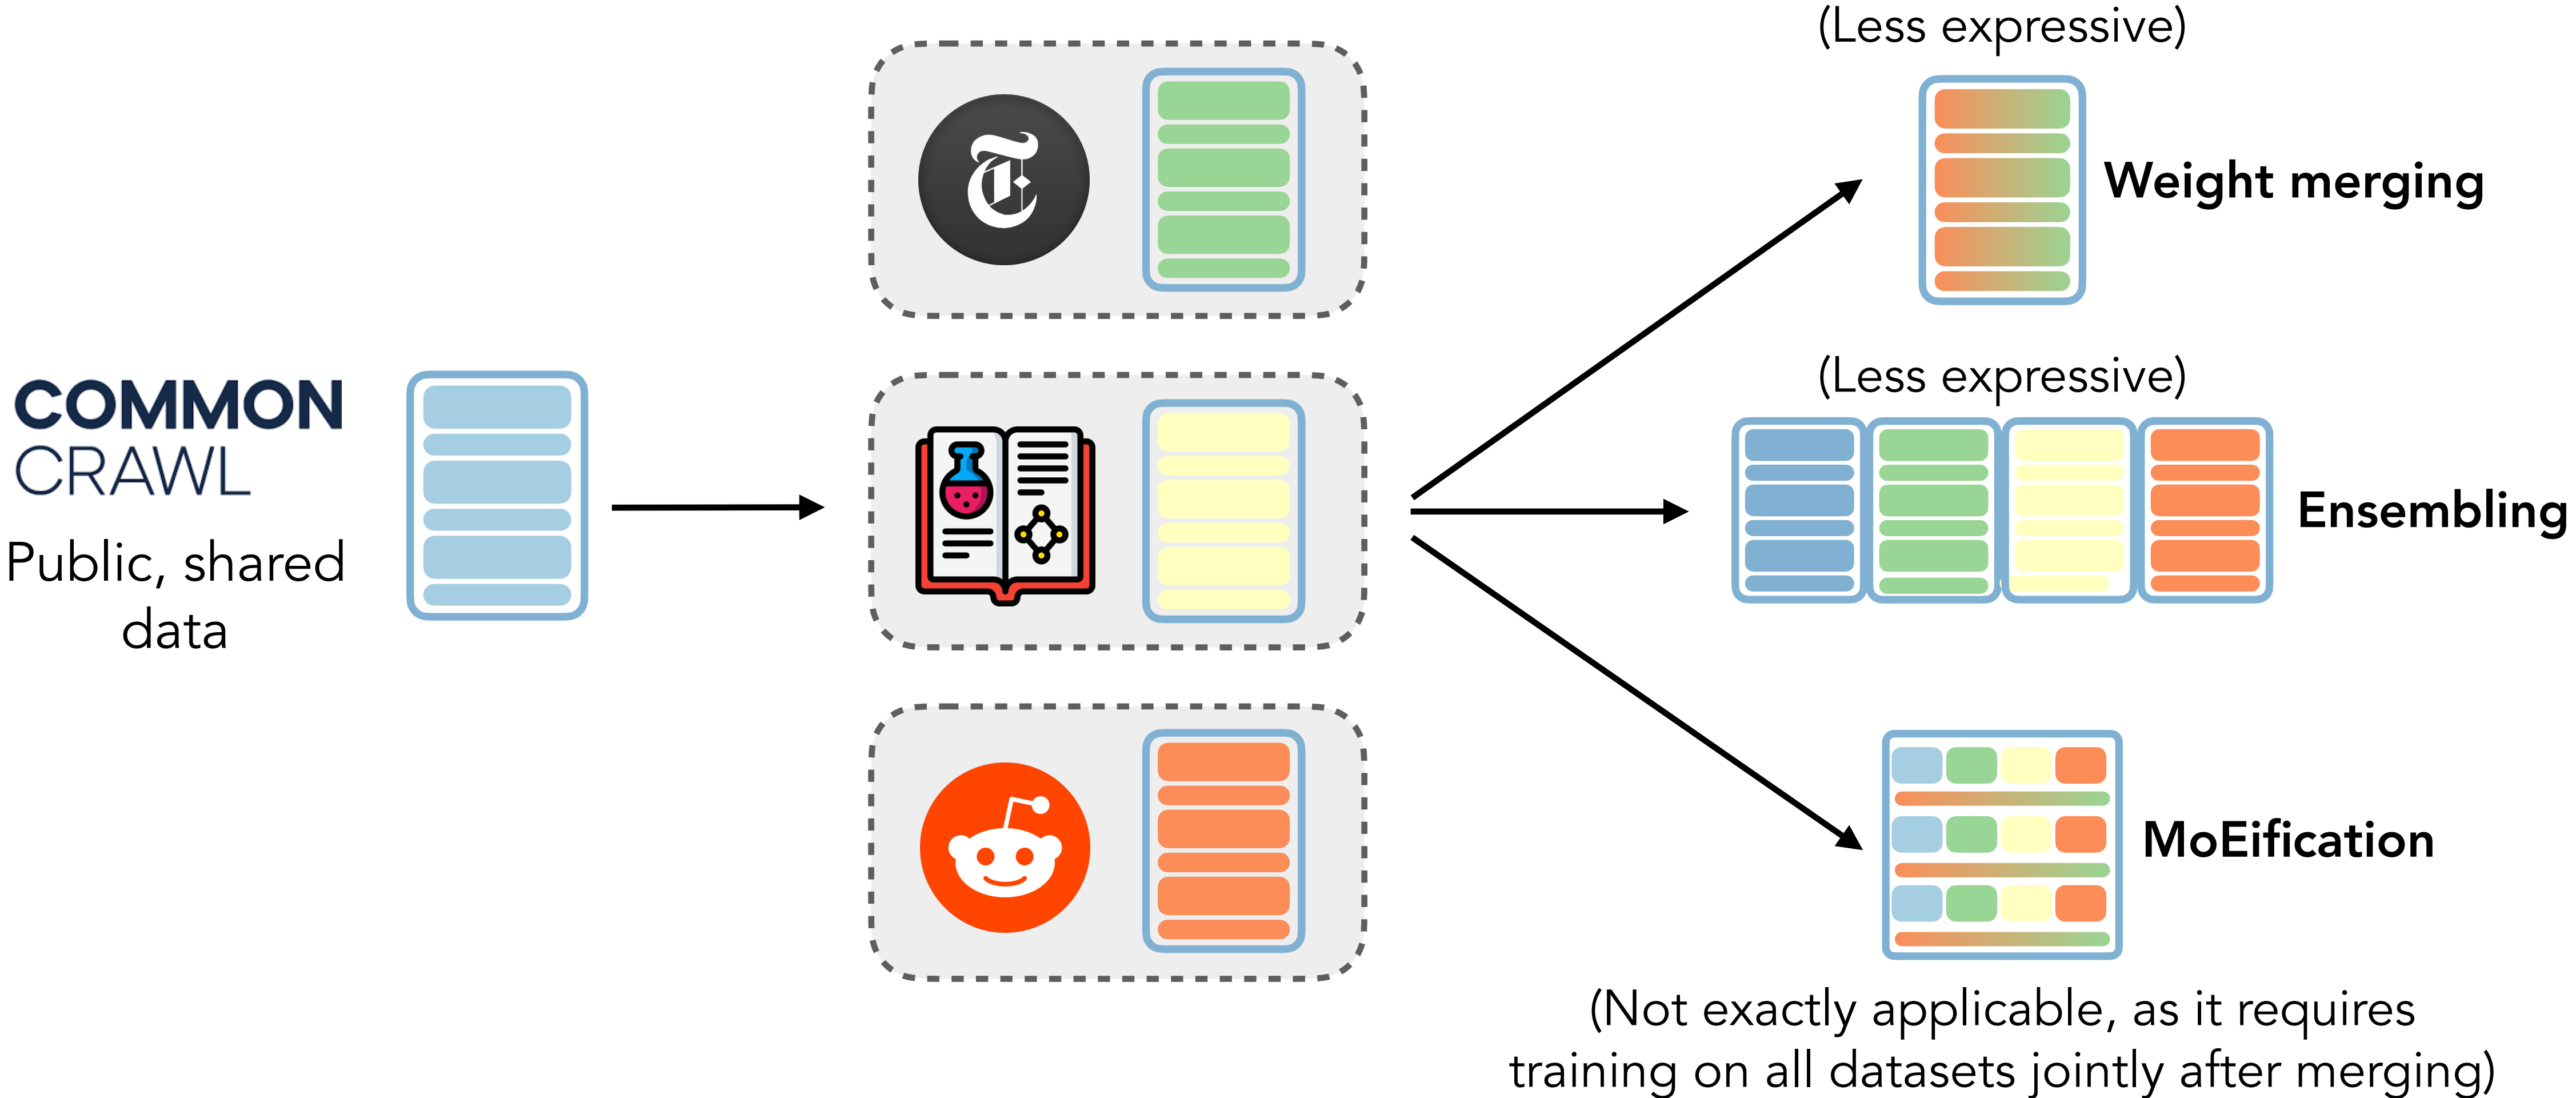 COMMON
CRAWL
Public, shared
data
T
(Less expressive)
Weight merging
(Less expressive)
Ensembling
MoEification
(Not exactly applicable, as it requires
training on all datasets jointly after merging)